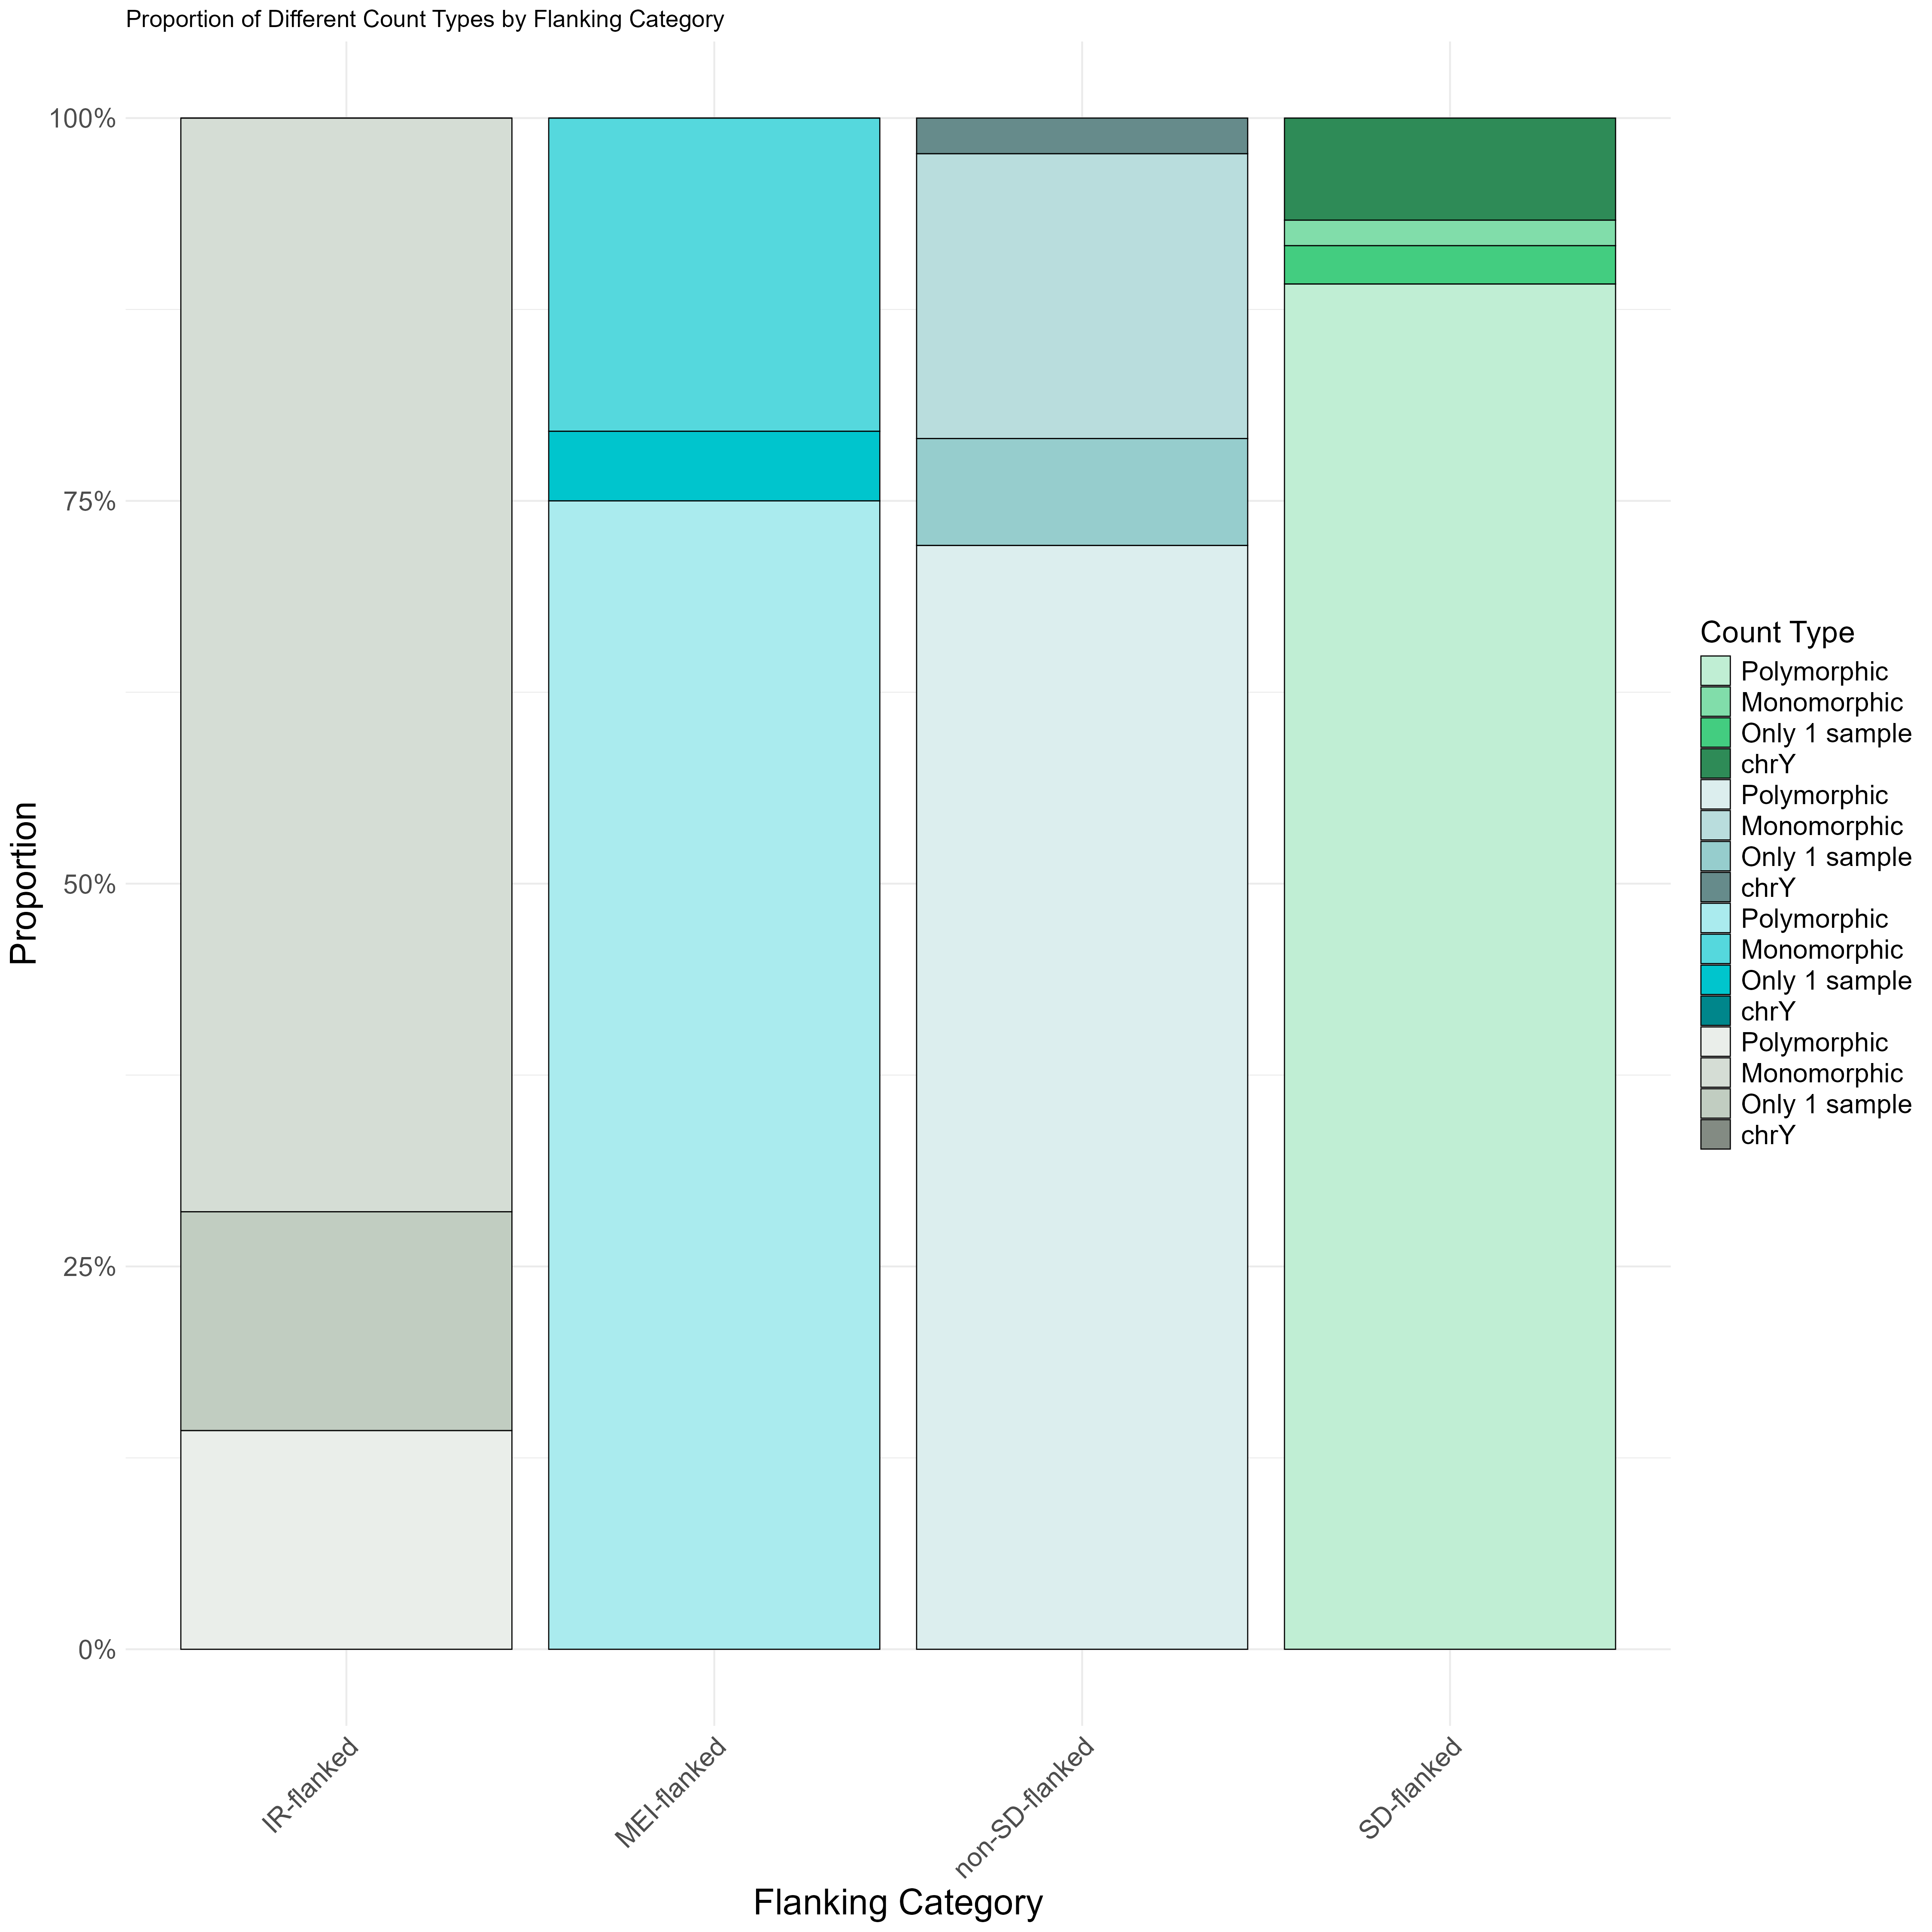 Proportion of Different Count Types by Flanking Category
100%
75%
50%
25%
0%
Proportion
IR-flanked
MEI-flanked
non-SD-flanked
SD-flanked
Flanking Category
Count Type
Polymorphic
Monomorphic
Only 1 sample
chrY
Polymorphic
Monomorphic
Only 1 sample
chrY
Polymorphic
Monomorphic
Only 1 sample
chrY
Polymorphic
Monomorphic
Only 1 sample
chrY